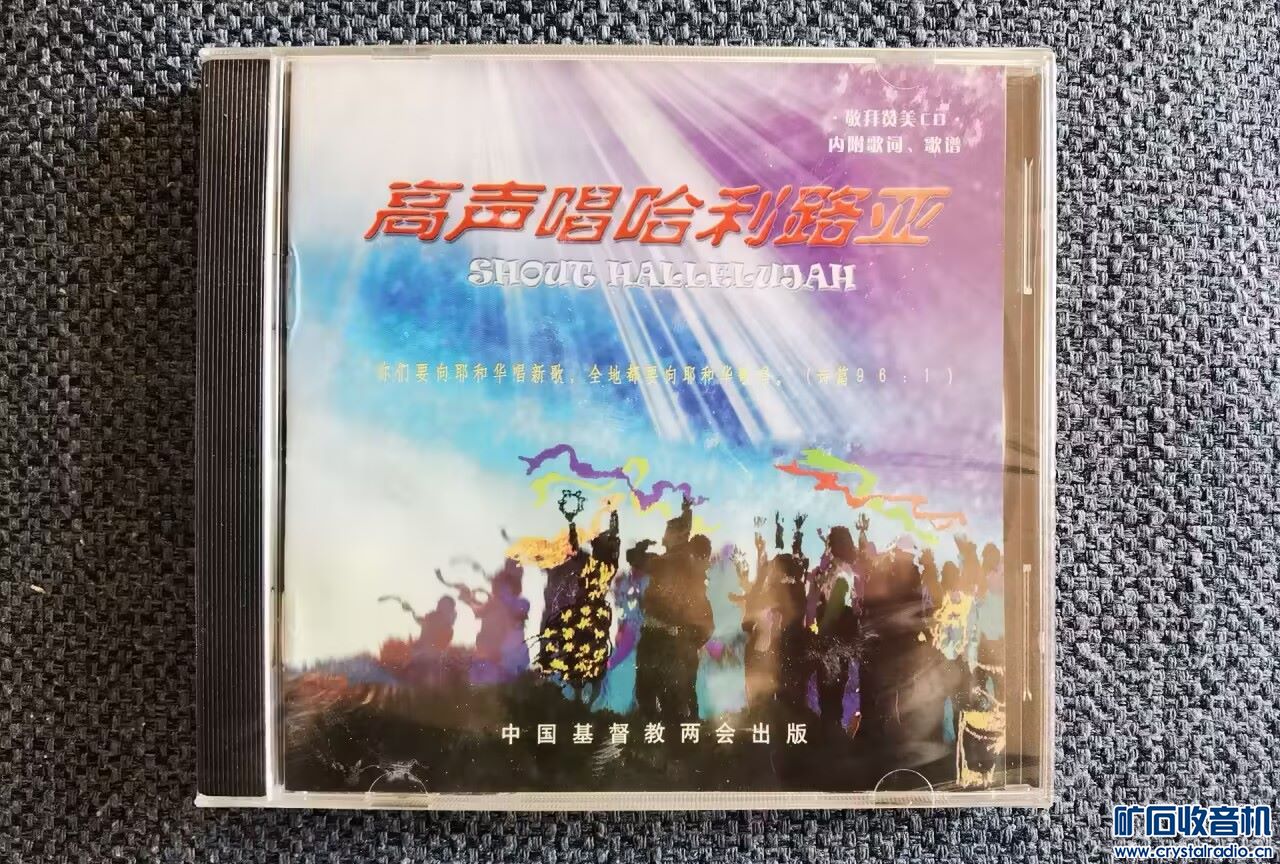 ·敬拜赞美CD·
内附歌词、歌谱
高声唱哈利路亚
SHOUT HALLELUJAH
你们要向耶和华唱新歌，全地都要向耶和华歌唱。(诗篇96:1)
中国基督教两会出版
矿石收音机
www.crystalradio.cn